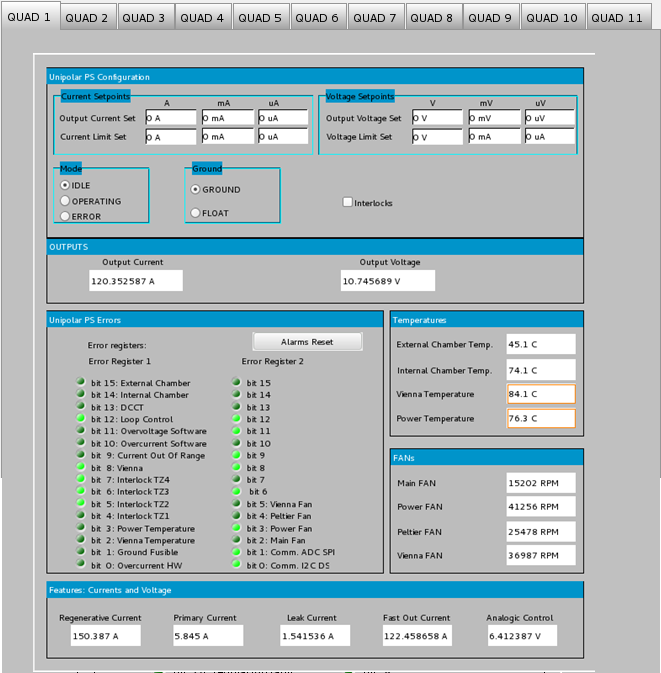 QUAD 1 QUAD 2 QUAD 3 QUAD 4 QUAD 5 QUAD 6 QUAD 7 QUAD 8 QUAD 9 QUAD 10 QUAD 11
Unipolar PS Configuration
Current Setpoints
A mA uA
Output Current Set 0 A 0 mA 0 uA
Current Limit Set 0 A 0 mA 0 uA
Voltage Setpoints
V mV uV
Output Voltage Set 0 V 0 mA 0 uV
Voltage Limit Set 0 V 0 mA 0 uA
Mode
IDLE
OPERATING
ERROR
Ground
GROUND
FLOAT
Interlocks
OUTPUTS
Output Current Output Voltage
120.352587 A 10.745689 V
Unipolar PS Errors
Error registers: Alarms Reset
Error Register 1
bit 15: External Chamber
bit 14: Internal Chamber
bit 13: DCCT
bit 12: Loop Control
bit 11: Overvoltage Software
bit 10: Overcurrent Software
bit 9: Current Out Of Range
bit 8: Vienna
bit 7: Interlock TZ4
bit 6: Interlock TZ3
bit 5: Interlock TZ2
bit 4: Interlock TZ1
bit 3: Power Temperature
bit 2: Vienna Temperature
bit 1: Ground Fusible
bit 0: Overcurrent HW
Error Register 2
bit 15
bit 14
bit 13
bit 12
bit 11
bit 10
bit 9
bit 8
bit 7
bit 6
bit 5: Vienna Fan
bit 4: Peltier Fan
bit 3: Power Fan
bit 2: Main Fan
bit 1: Comm. ADC SPI
bit 0: Comm. I2C DS
Temperatures
External Chamber Temp. 45.1 C
Internal Chamber Temp. 74.1 C
Vienna Temperature 84.1 C
Power Temperature 76.3 C
FANs
Main FAN 15202 RPM
Power FAN 41256 RPM
Peltier FAN 25478 RPM
Vienna FAN 36987 RPM
Features: Currents and Voltage
Regenerative Current Primary Current Leak Current Fast Out Current Analogic Control
150.387 A 5.845 A 1.541536 A 122.458658 A 6.412387 V